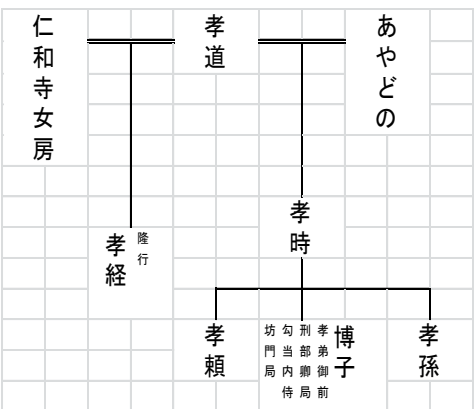 あやどの
孝道
仁和寺女房
孝時
隆行
孝経
孝孫
博子
孝弟御前
刑部卿局
勾当内侍
坊門局
孝頼